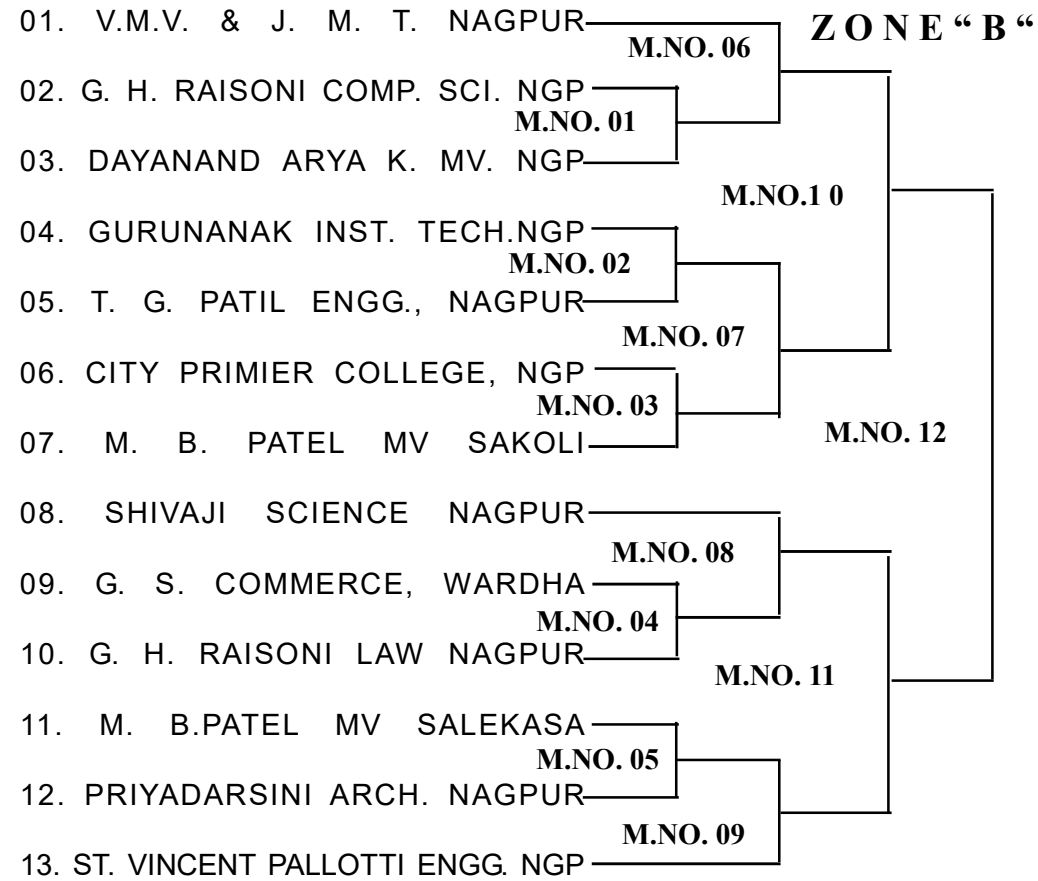 01. V.M.V. & J. M. T. NAGPUR
Z O N E “ B “
M.NO. 06
02. G. H. RAISONI COMP. SCI. NGP
M.NO. 01
03. DAYANAND ARYA K. MV. NGP
M.NO.1 0
04. GURUNANAK INST. TECH.NGP
M.NO. 02
05. T. G. PATIL ENGG., NAGPUR
M.NO. 07
06. CITY PRIMIER COLLEGE, NGP
M.NO. 03
07. M. B. PATEL MV SAKOLI
M.NO. 12
08. SHIVAJI SCIENCE NAGPUR
M.NO. 08
09. G. S. COMMERCE, WARDHA
M.NO. 04
10. G. H. RAISONI LAW NAGPUR
M.NO. 11
11. M. B.PATEL MV SALEKASA
M.NO. 05
12. PRIYADARSINI ARCH. NAGPUR
M.NO. 09
13. ST. VINCENT PALLOTTI ENGG. NGP